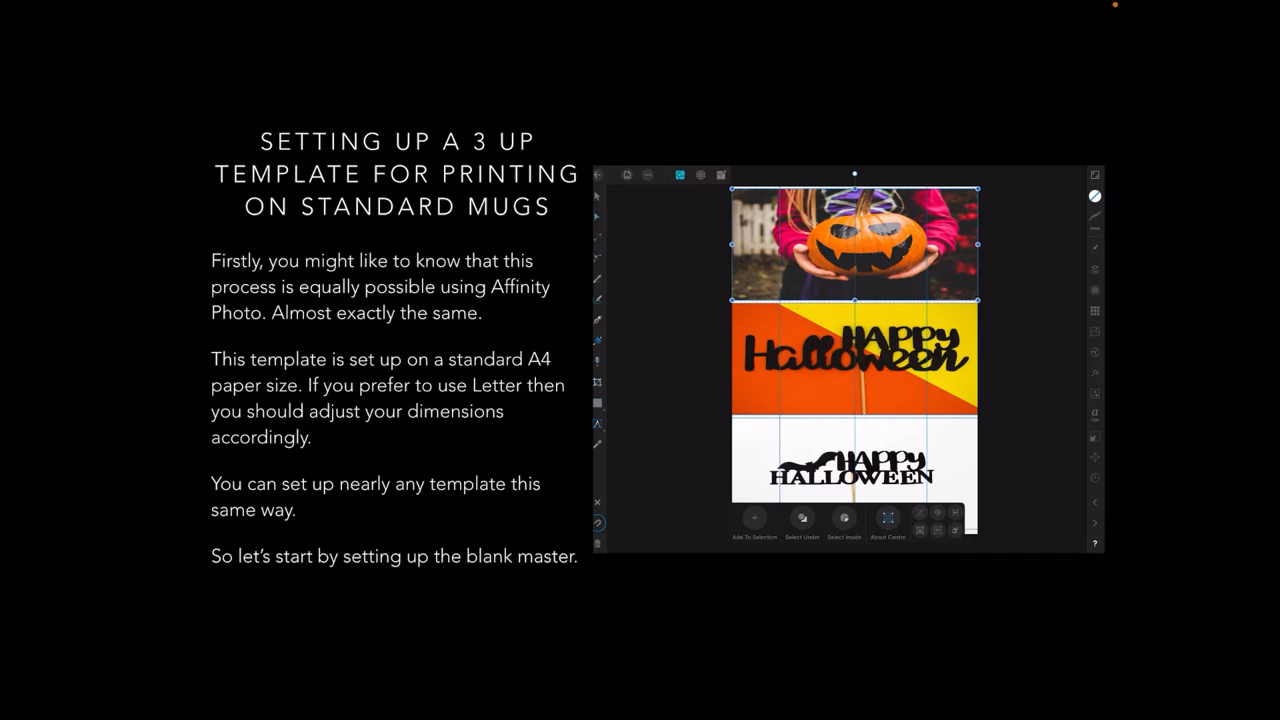 SETTING UP A 3 UP
TEMPLATE FOR PRINTING
ON STANDARD MUGS
Firstly, you might like to know that this
process is equally possible using Affinity
Photo. Almost exactly the same.
This template is set up on a standard A4
paper size. If you prefer to use Letter then
you should adjust your dimensions
accordingly.
You can set up nearly any template this
same way.
So let's start by setting up the blank master.
HAPPY
Halloween
HAPPY
HALLOWEEN
Add To Selection
Select Under
Select Inside
About Centre
?